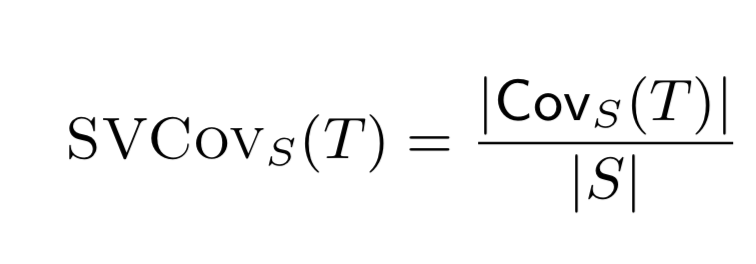 SVCov_S(T) = |Cov_S(T)| / |S|